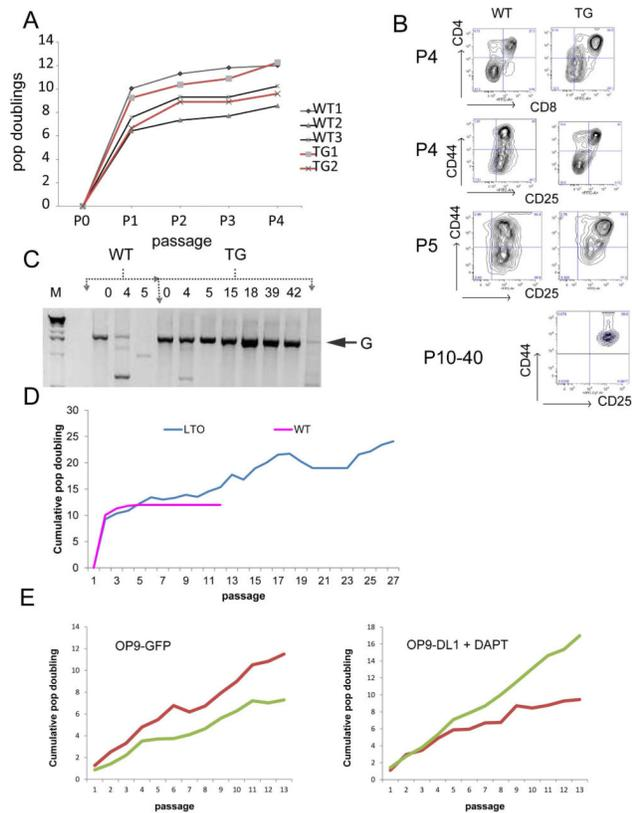 A
14
12
10
8
6
4
2
0
pop doublings
P0 P1 P2 P3 P4
passage
WT1
WT2
WT3
TG1
TG2
B
WT TG
P4
CD4
CD8
P4
CD44
CD25
P5
CD44
CD25
P10-40
CD44
CD25
C
WT TG
M 0 4 5 0 4 5 15 18 39 42
G
D
30
25
20
15
10
5
0
Cumulative pop doubling
LTO WT
1 3 5 7 9 11 13 15 17 19 21 23 25 27
passage
E
OP9-GFP
14
12
10
8
6
4
2
0
Cumulative pop doubling
1 2 3 4 5 6 7 8 9 10 11 12 13
passage
OP9-DL1 + DAPT
18
16
14
12
10
8
6
4
2
0
Cumulative pop doubling
1 2 3 4 5 6 7 8 9 10 11 12 13
passage